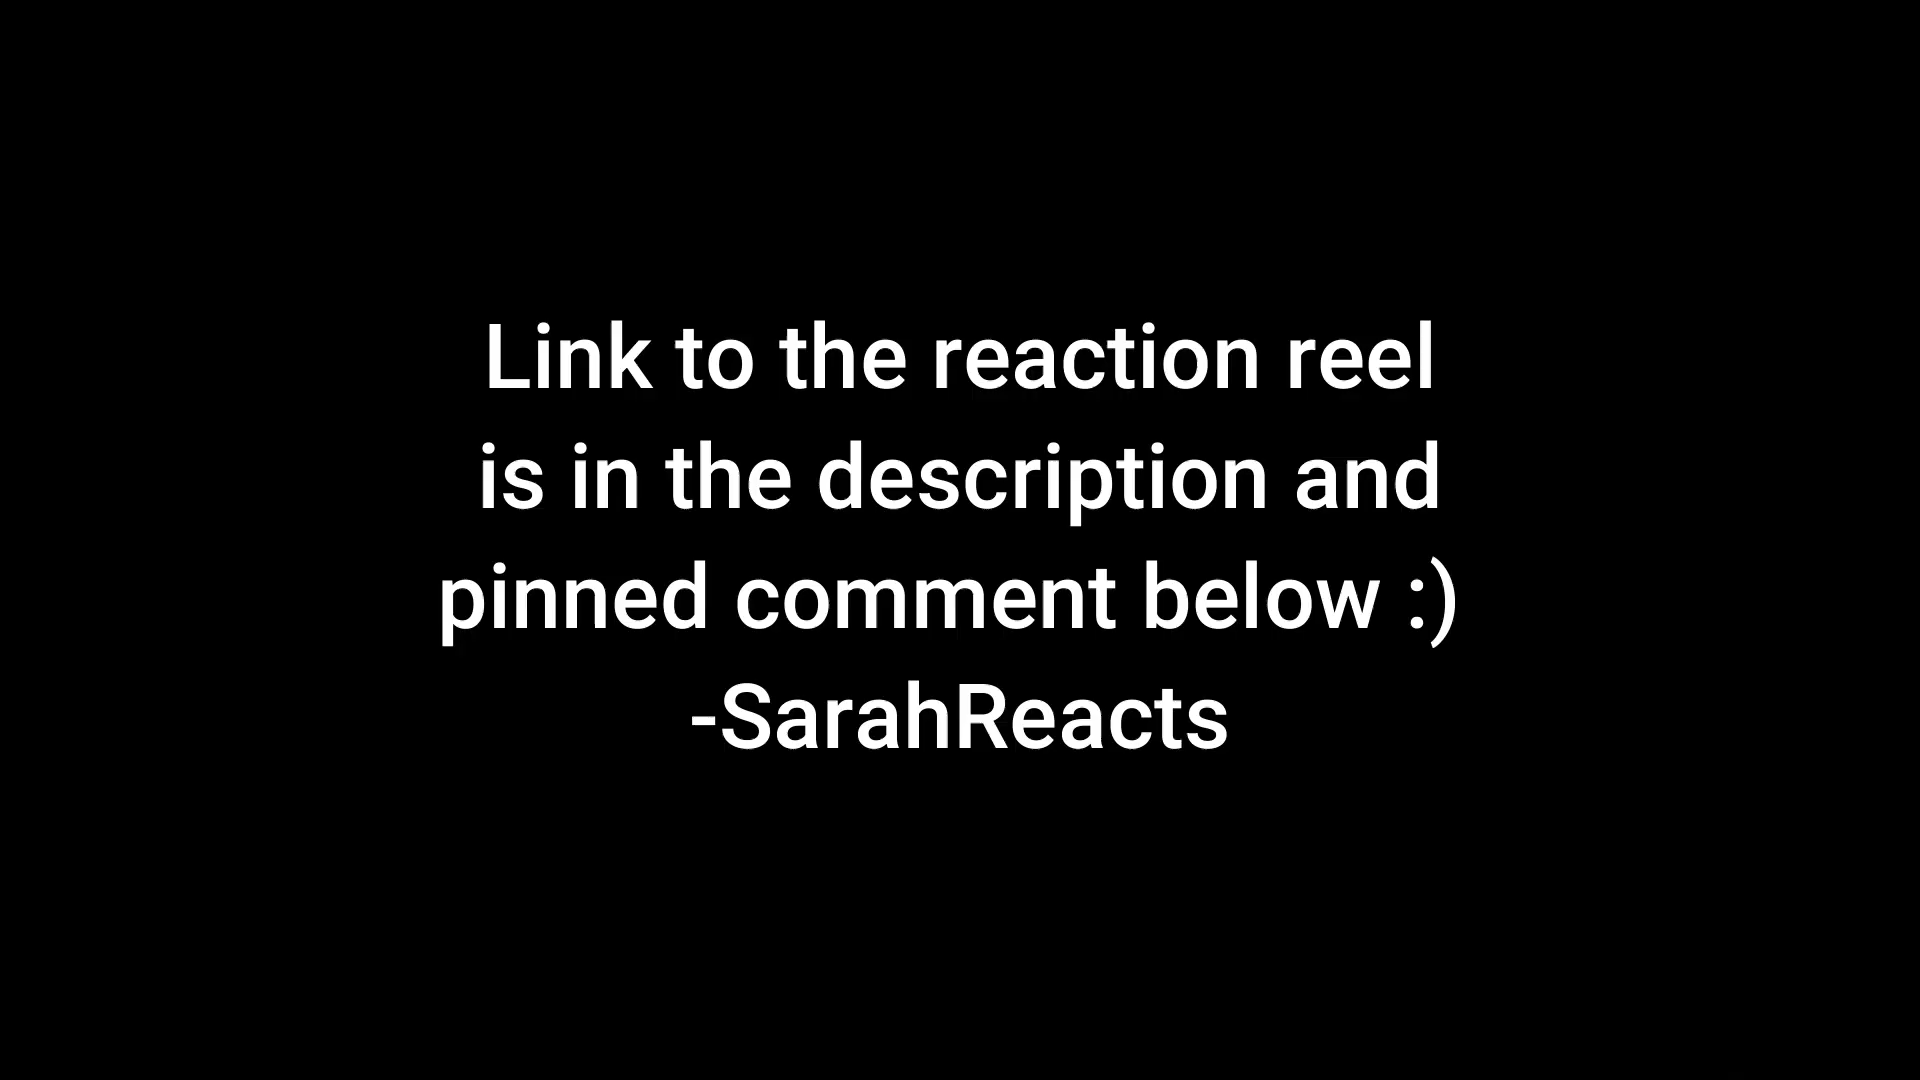 Link to the reaction reel
is in the description and
pinned comment below :)
-SarahReacts